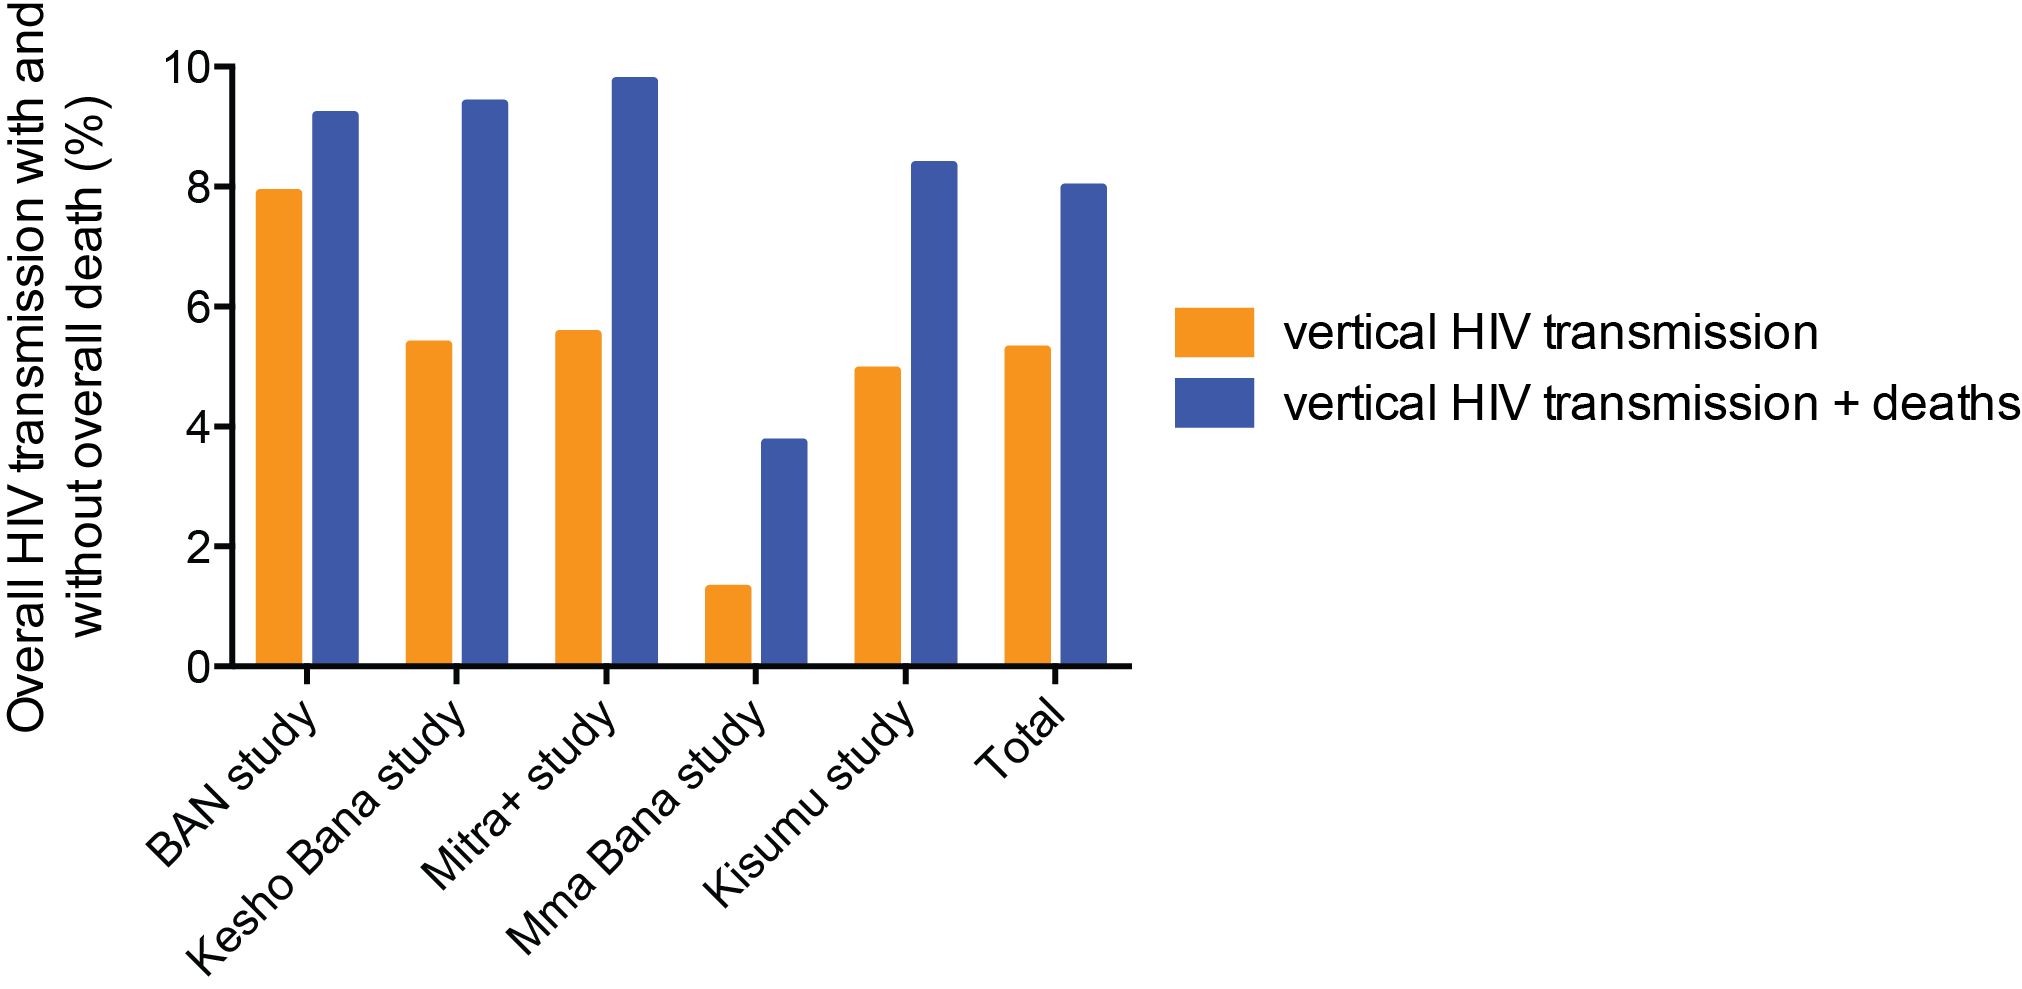 Overall HIV transmission with and
without overall death (%)
10
8
6
4
2
0
BAN study
Kesho Bana study
Mitra+ study
Mma Bana study
Kisumu study
Total
vertical HIV transmission
vertical HIV transmission + deaths